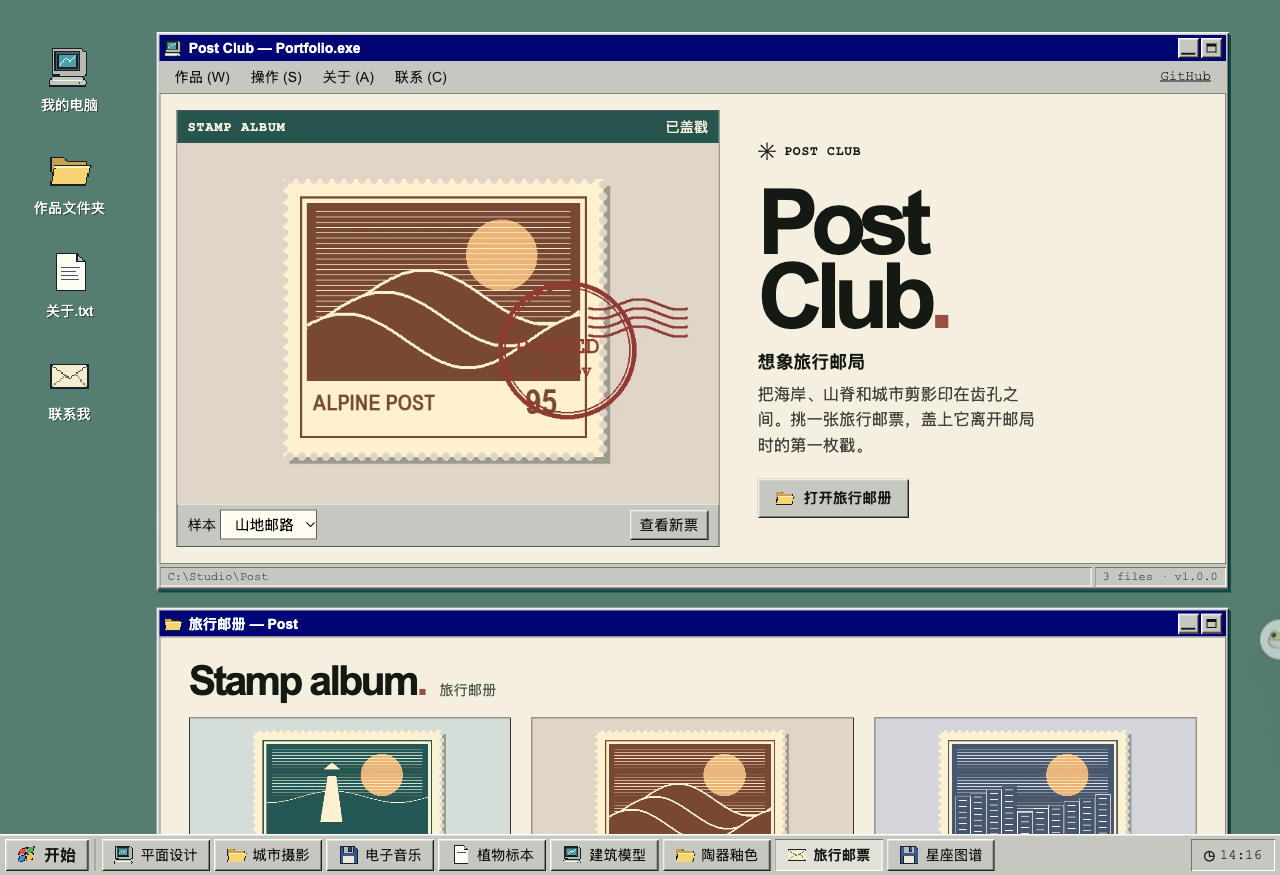 Post Club — Portfolio.exe
作品 (W) 操作 (S) 关于 (A) 联系 (C) GitHub
我的电脑
作品文件夹
关于.txt
联系我
STAMP ALBUM 已盖戳
ALPINE POST 95
样本 山地邮路 查看新票
POST CLUB
Post
Club.
想象旅行邮局
把海岸、山脊和城市剪影印在齿孔之
间。挑一张旅行邮票，盖上它离开邮局
时的第一枚戳。
打开旅行邮册
C:\Studio\Post 3 files · v1.0.0
旅行邮册 — Post
Stamp album. 旅行邮册
开始 平面设计 城市摄影 电子音乐 植物标本 建筑模型 陶器釉色 旅行邮票 星座图谱 14:16